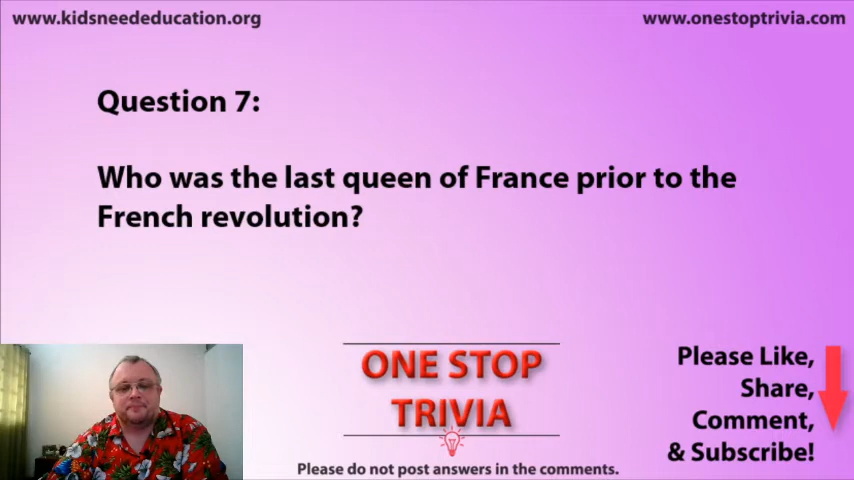 www.kidsneededucation.org
www.onestoptrivia.com
Question 7:
Who was the last queen of France prior to the
French revolution?
ONE STOP
TRIVIA
Please do not post answers in the comments.
Please Like,
Share,
Comment,
& Subscribe!